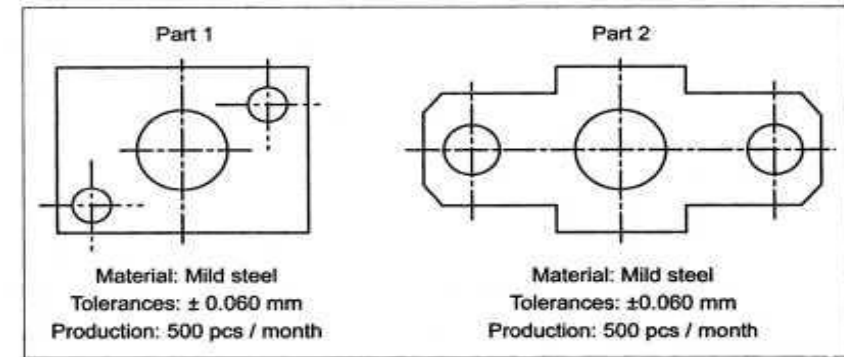 Part 1
Material: Mild steel
Tolerances: ± 0.060 mm
Production: 500 pcs / month
Part 2
Material: Mild steel
Tolerances: ±0.060 mm
Production: 500 pcs / month